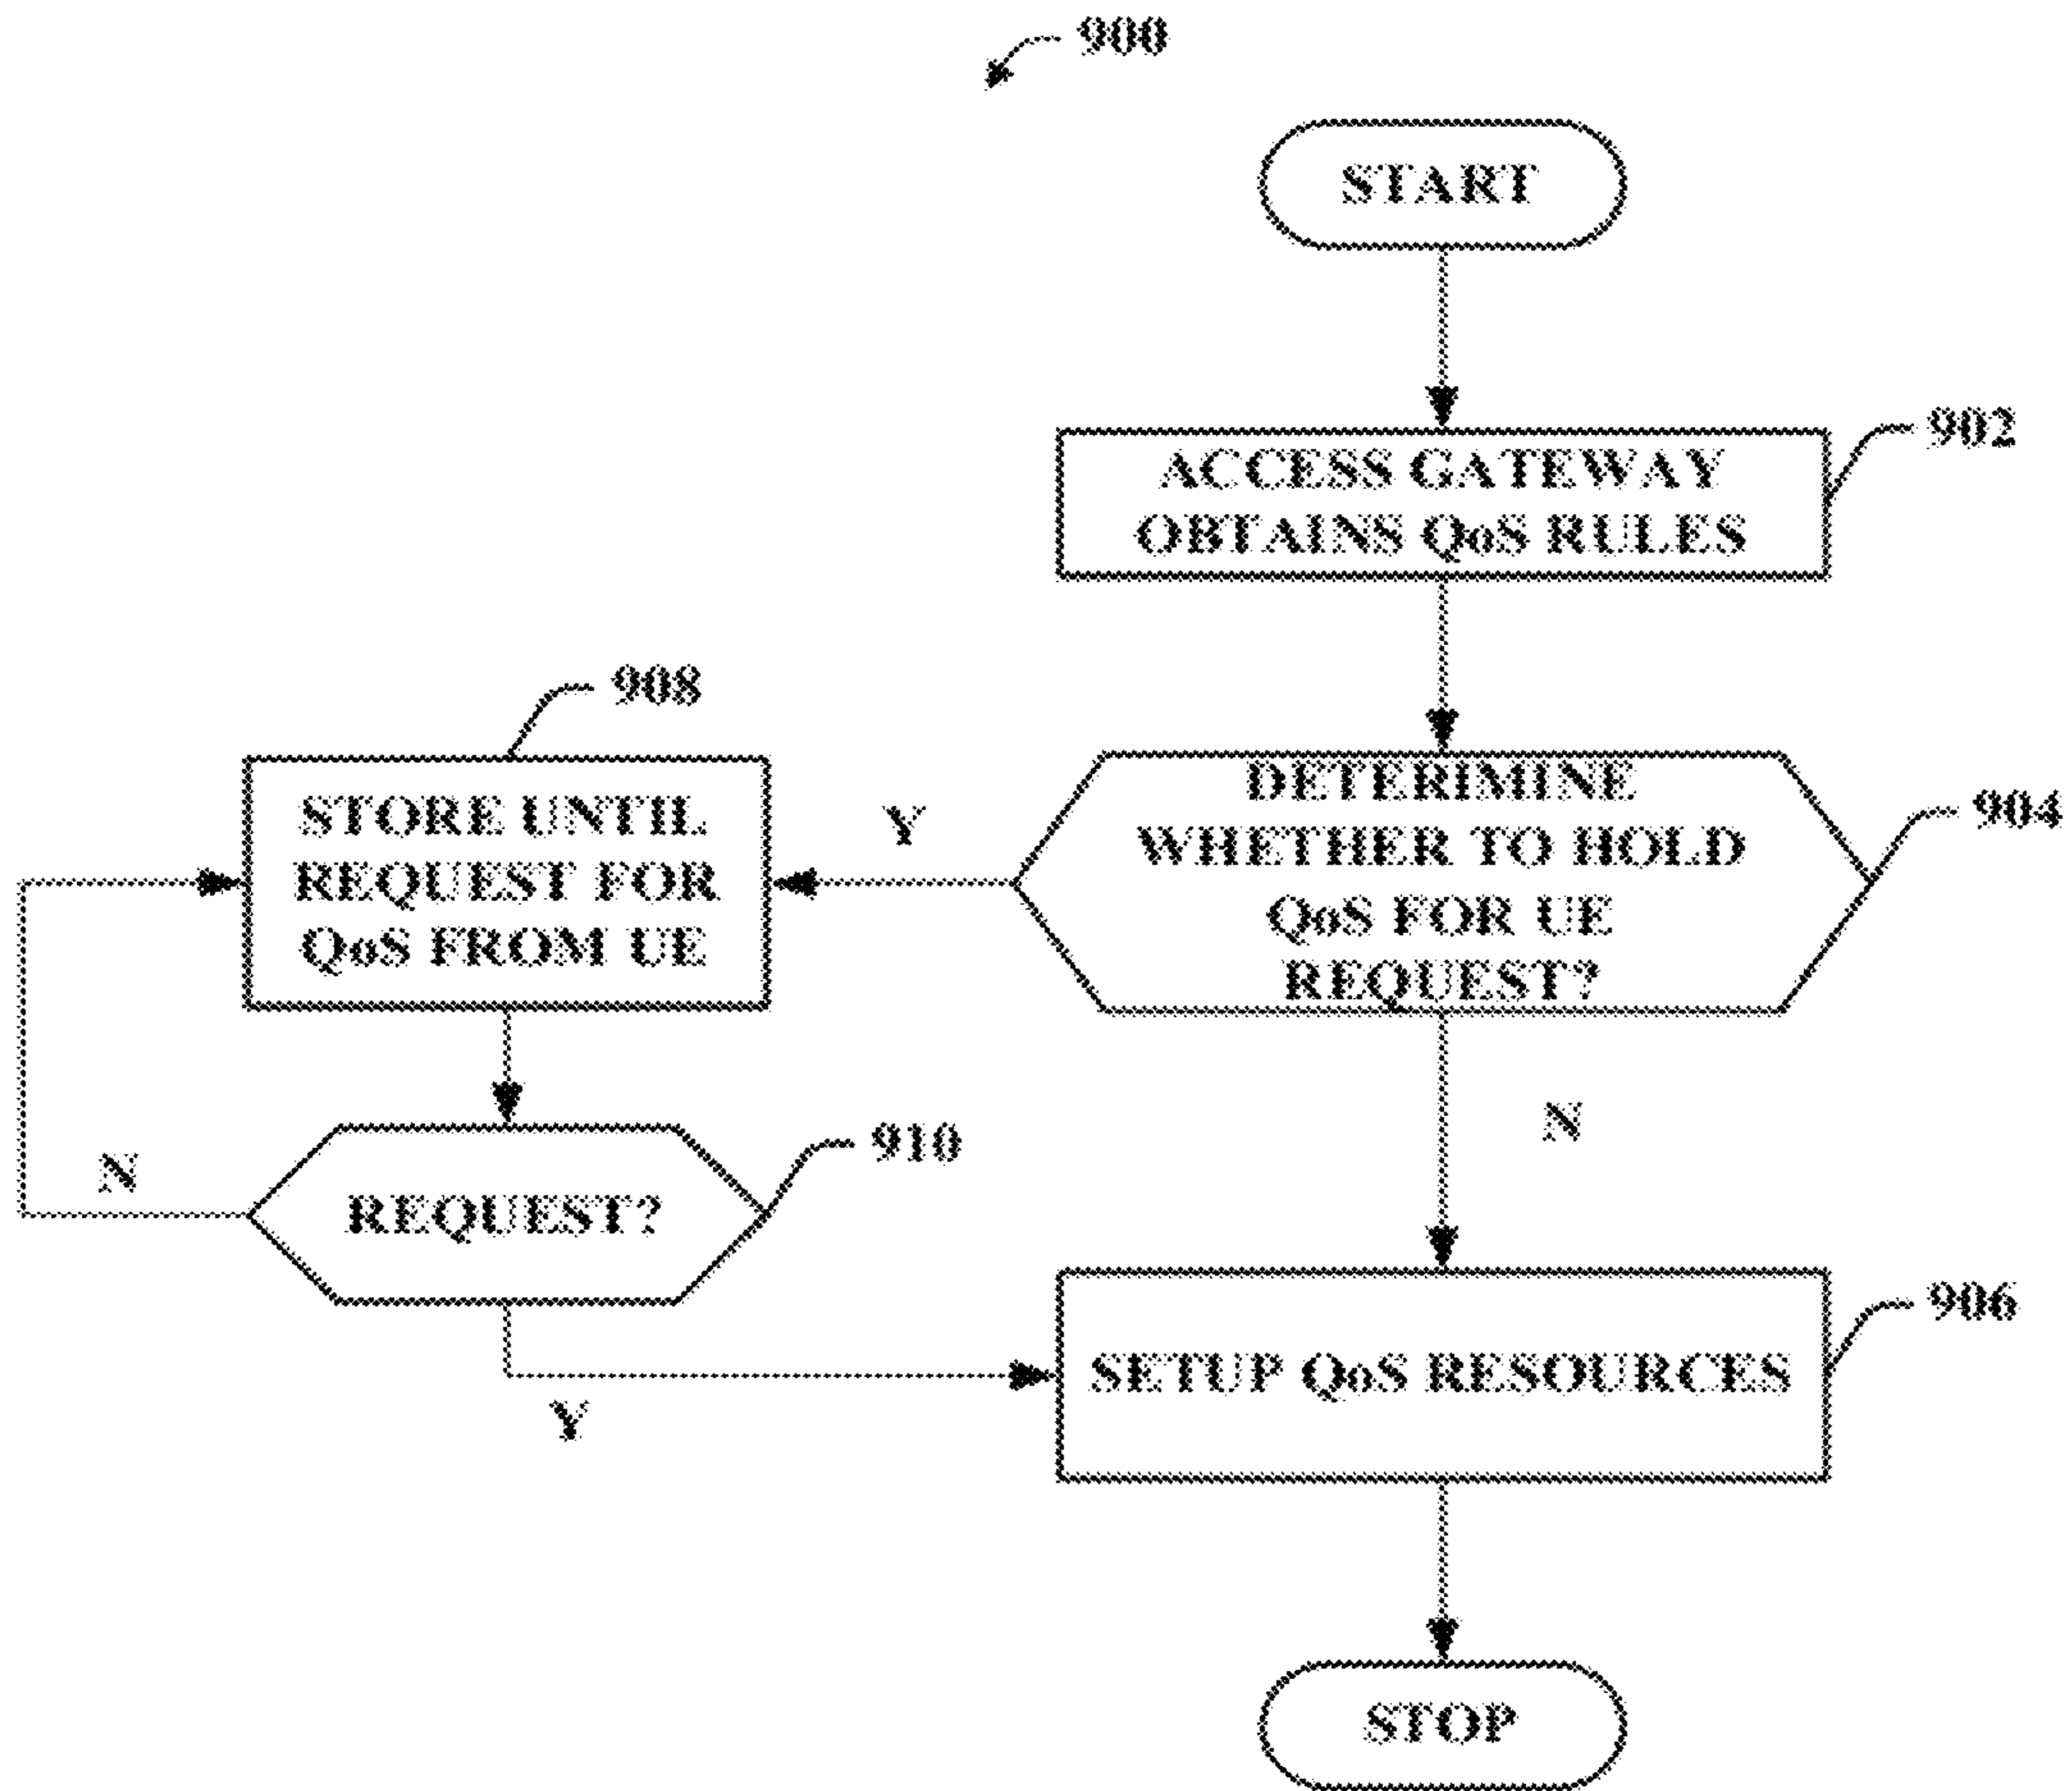 900
START
ACCESS GATEWAY
OBTAINS QoS RULES
902
DETERIMINE
WHETHER TO HOLD
QoS FOR UE
REQUEST?
904
Y
N
908
STORE UNTIL
REQUEST FOR
QoS FROM UE
REQUEST?
910
N
Y
SETUP QoS RESOURCES
906
STOP